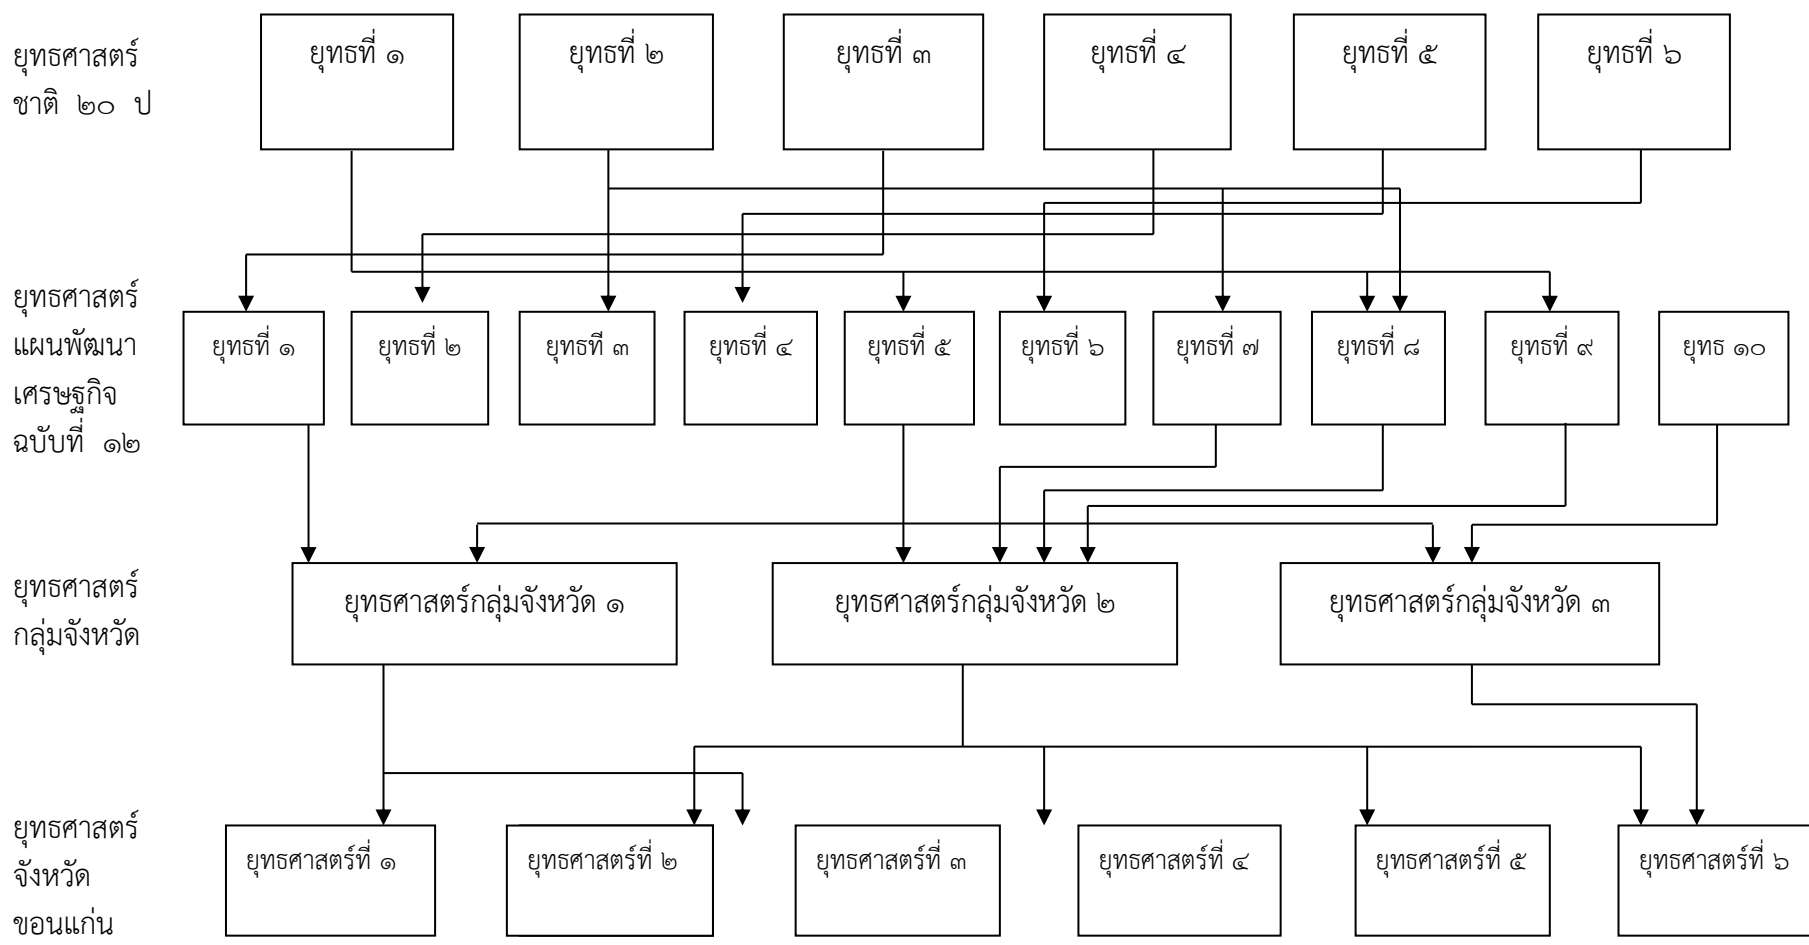 ยุทธศาสตร์
ชาติ ๒๐ ป
ยุทธที่ ๑
ยุทธที่ ๒
ยุทธที่ ๓
ยุทธที่ ๔
ยุทธที่ ๕
ยุทธที่ ๖
ยุทธศาสตร์
แผนพัฒนา
เศรษฐกิจ
ฉบับที่ ๑๒
ยุทธที่ ๑
ยุทธที่ ๒
ยุทธที ๓
ยุทธที่ ๔
ยุทธที่ ๕
ยุทธที่ ๖
ยุทธที่ ๗
ยุทธที่ ๘
ยุทธที่ ๙
ยุทธ ๑๐
ยุทธศาสตร์
กลุ่มจังหวัด
ยุทธศาสตร์กลุ่มจังหวัด ๑
ยุทธศาสตร์กลุ่มจังหวัด ๒
ยุทธศาสตร์กลุ่มจังหวัด ๓
ยุทธศาสตร์
จังหวัด
ขอนแก่น
ยุทธศาสตร์ที่ ๑
ยุทธศาสตร์ที่ ๒
ยุทธศาสตร์ที่ ๓
ยุทธศาสตร์ที่ ๔
ยุทธศาสตร์ที่ ๕
ยุทธศาสตร์ที่ ๖